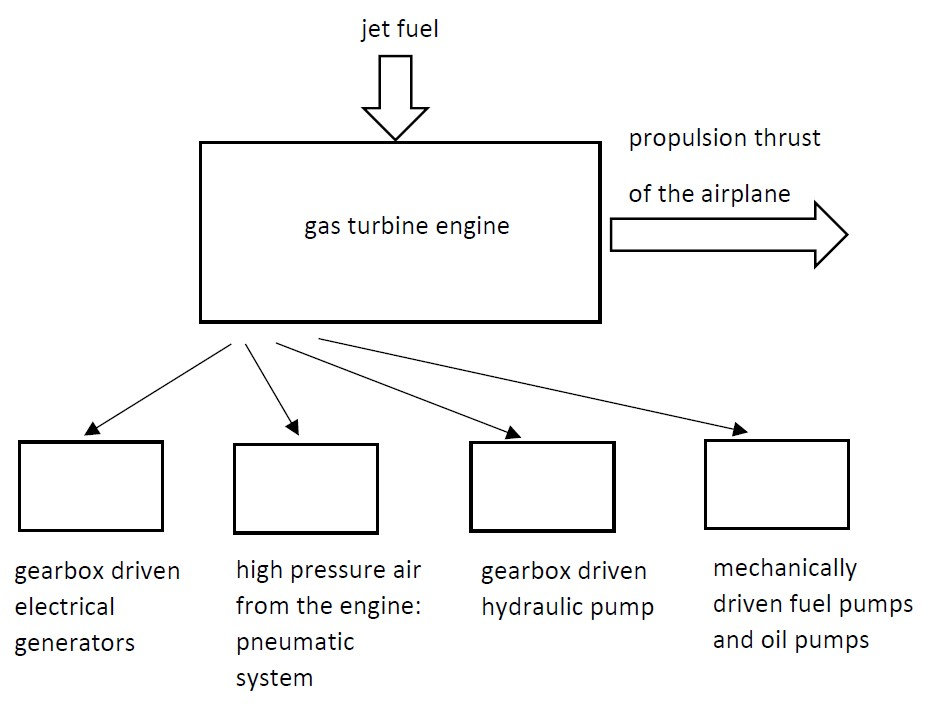 jet fuel
propulsion thrust
of the airplane
gas turbine engine
gearbox driven
electrical
generators
high pressure air
from the engine:
pneumatic
system
gearbox driven
hydraulic pump
mechanically
driven fuel pumps
and oil pumps